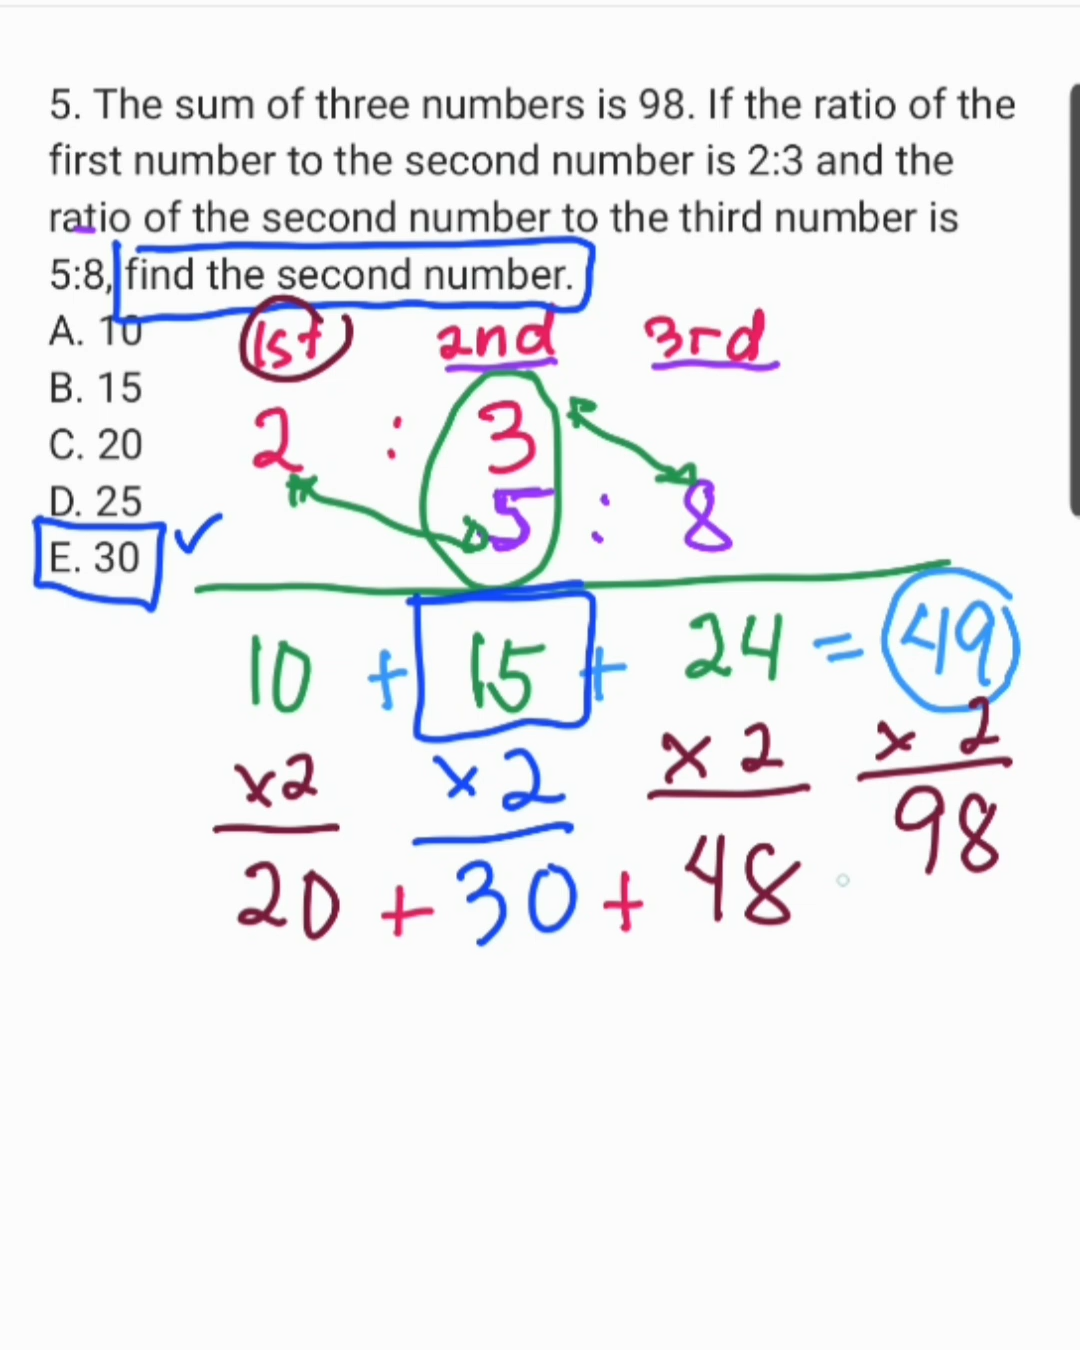 5. The sum of three numbers is 98. If the ratio of the
first number to the second number is 2:3 and the
ratio of the second number to the third number is
5:8, find the second number.
A. 10
B. 15
C. 20
D. 25
E. 30
1st 2nd 3rd
2 : 3
5 : 8
10 + 15 + 24 = 49
x2 x2 x2 x2
98
20 + 30 + 48